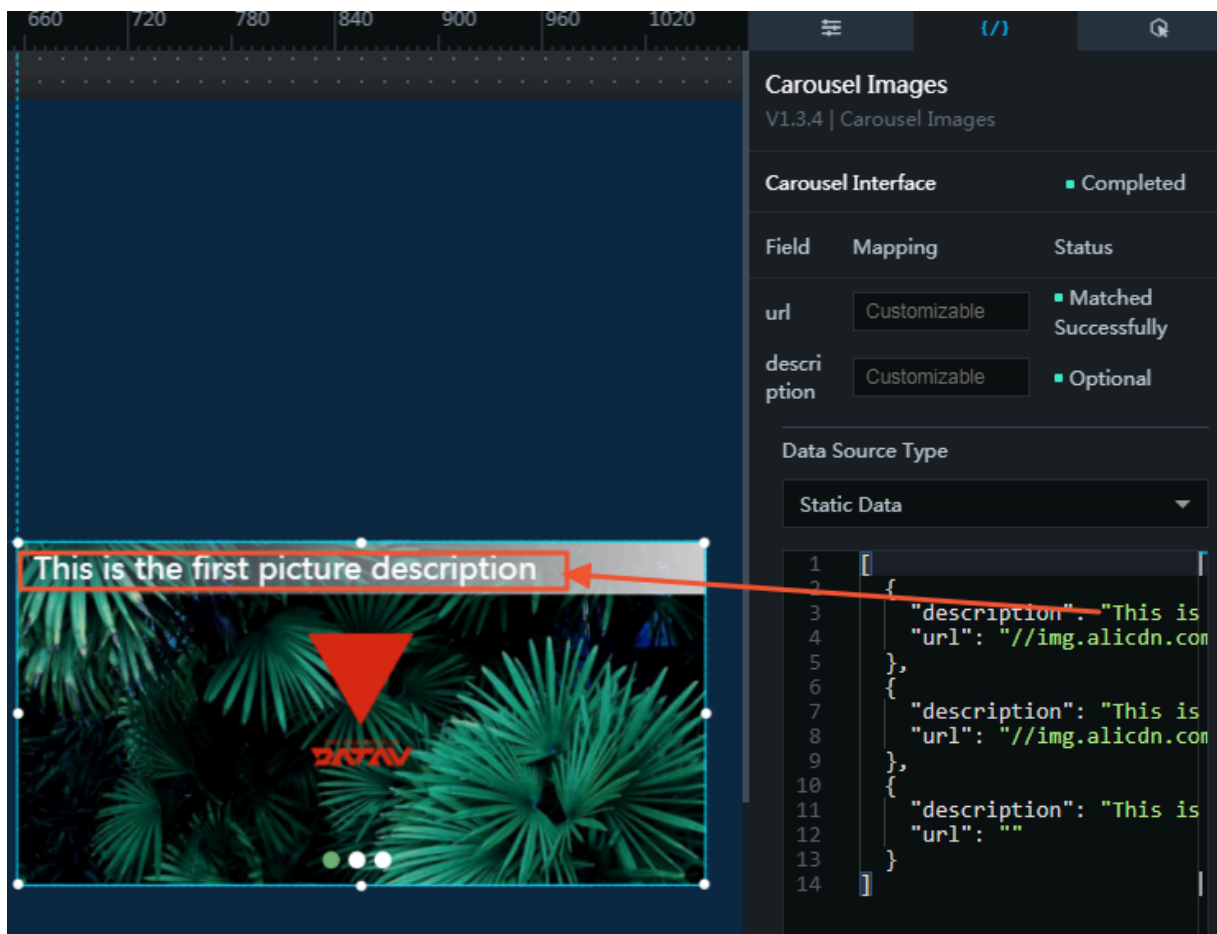 660 720 780 840 900 960 1020
{/}
Carousel Images
V1.3.4 | Carousel Images
Carousel Interface Completed
Field Mapping Status
url Customizable Matched
Successfully
descri
ption Customizable Optional
Data Source Type
Static Data
This is the first picture description
DATAV
1 [
2 {
3 "description": "This is
4 "url": "//img.alicdn.com
5 },
6 {
7 "description": "This is
8 "url": "//img.alicdn.com
9 },
10 {
11 "description": "This is
12 "url": ""
13 }
14 ]